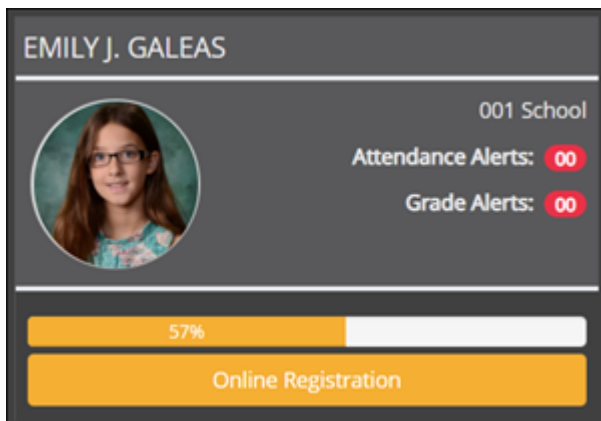 EMILY J. GALEAS
001 School
Attendance Alerts: 00
Grade Alerts: 00
57%
Online Registration